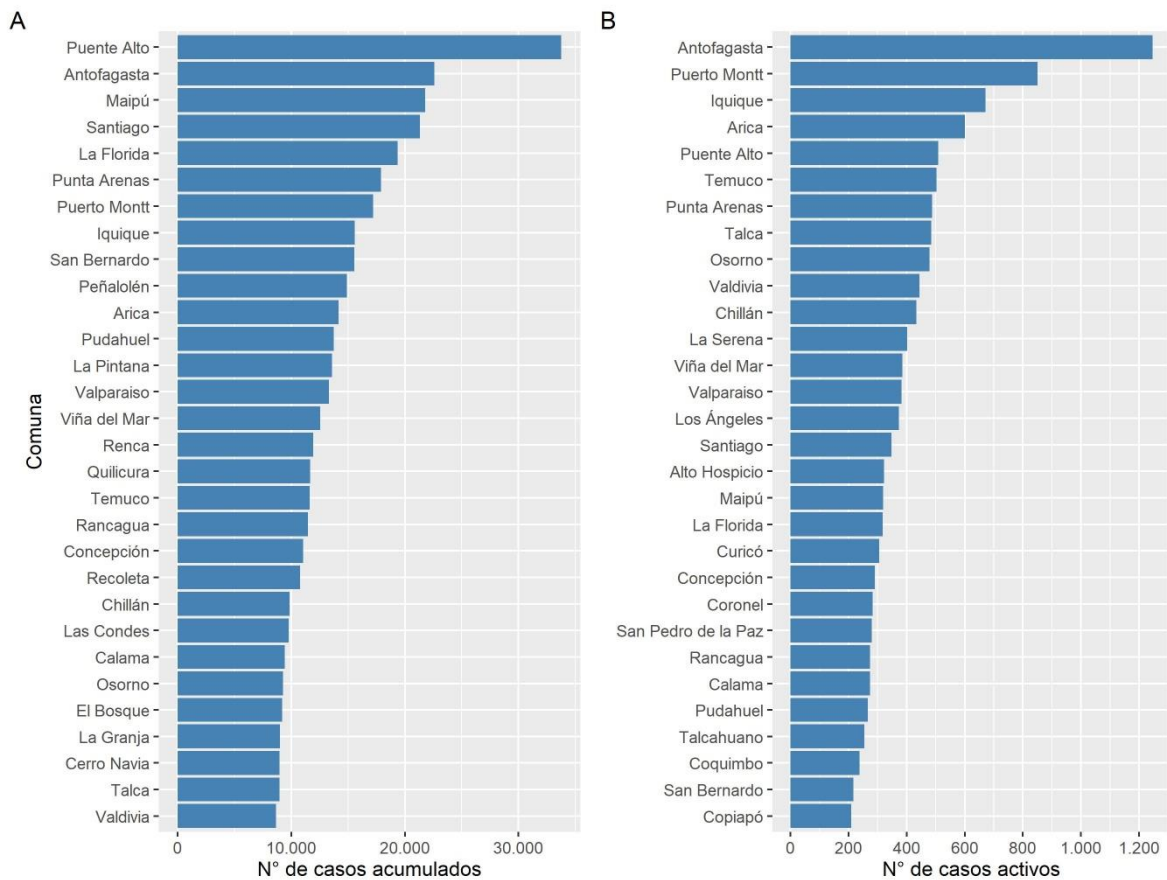 A
Comuna
Puente Alto
Antofagasta
Maipú
Santiago
La Florida
Punta Arenas
Puerto Montt
Iquique
San Bernardo
Peñalolén
Arica
Pudahuel
La Pintana
Valparaiso
Viña del Mar
Renca
Quilicura
Temuco
Rancagua
Concepción
Recoleta
Chillán
Las Condes
Calama
Osorno
El Bosque
La Granja
Cerro Navia
Talca
Valdivia
0 10.000 20.000 30.000
N° de casos acumulados
B
Antofagasta
Puerto Montt
Iquique
Arica
Puente Alto
Temuco
Punta Arenas
Talca
Osorno
Valdivia
Chillán
La Serena
Viña del Mar
Valparaiso
Los Ángeles
Santiago
Alto Hospicio
Maipú
La Florida
Curicó
Concepción
Coronel
San Pedro de la Paz
Rancagua
Calama
Pudahuel
Talcahuano
Coquimbo
San Bernardo
Copiapó
0 200 400 600 800 1.000 1.200
N° de casos activos